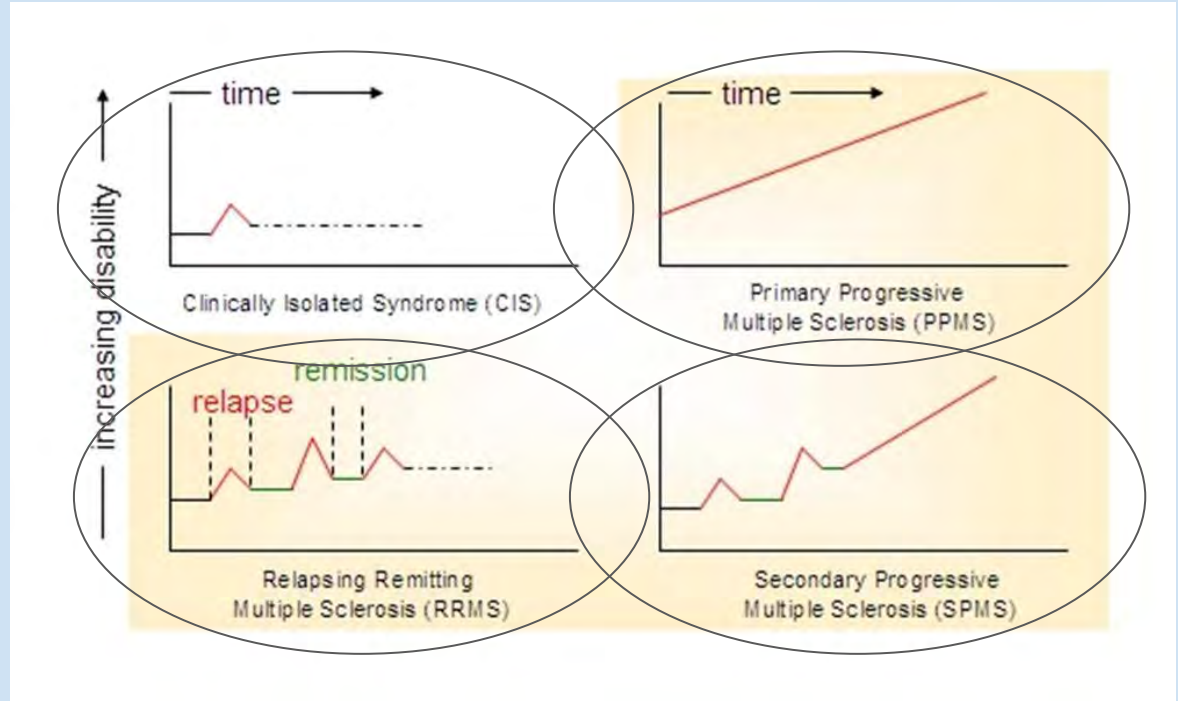 time
time
increasing disability
Clinically Isolated Syndrome (CIS)
Primary Progressive
Multiple Sclerosis (PPMS)
remission
relapse
Relapsing Remitting
Multiple Sclerosis (RRMS)
Secondary Progressive
Multiple Sclerosis (SPMS)